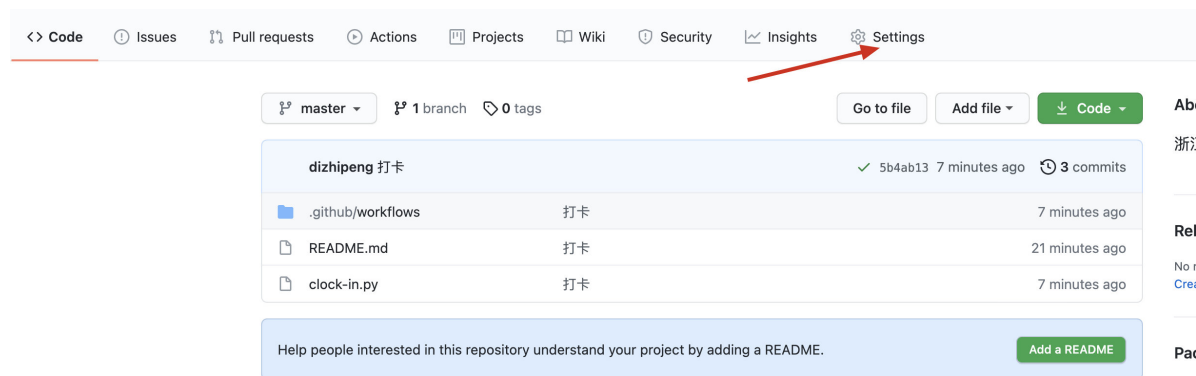 Code Issues Pull requests Actions Projects Wiki Security Insights Settings
master 1 branch 0 tags Go to file Add file Code
dizhipeng 打卡 5b4ab13 7 minutes ago 3 commits
.github/workflows 打卡 7 minutes ago
README.md 打卡 21 minutes ago
clock-in.py 打卡 7 minutes ago
Help people interested in this repository understand your project by adding a README. Add a README
浙
No